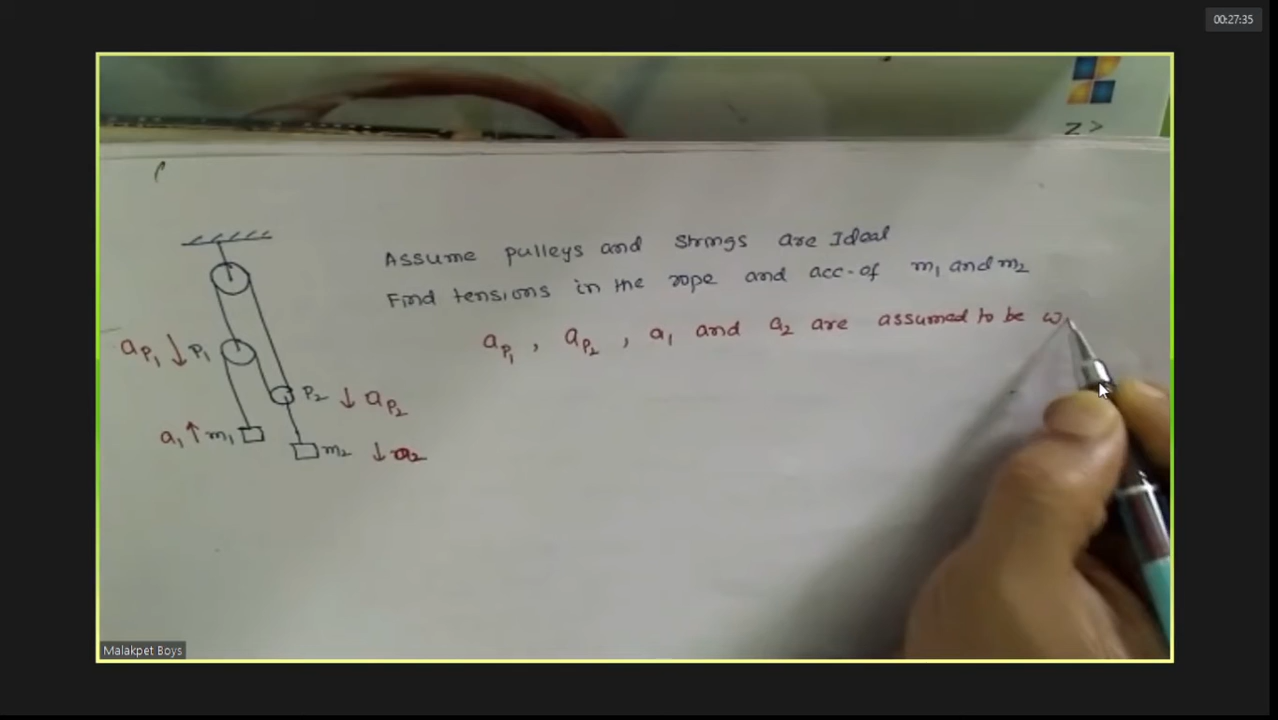 00:27:35
Z >
Assume pulleys and Strings are Ideal
Find tensions in the rope and acc-of m1 and m2
aP1 , aP2 , a1 and a2 are assumed to be w
aP1 ↓ P1
P2 ↓ aP2
a1 ↑ m1
m2 ↓ a2
Malakpet Boys